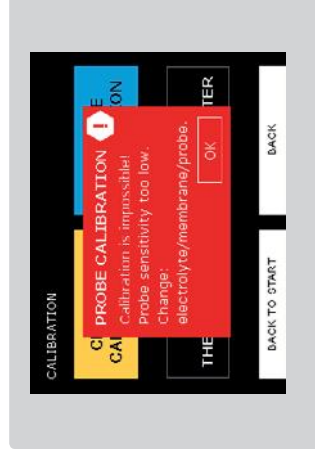 CALIBRATION
PROBE CALIBRATION !
Calibration is impossible!
Probe sensitivity too low.
Change:
electrolyte/membrane/probe.
OK
BACK TO START
BACK